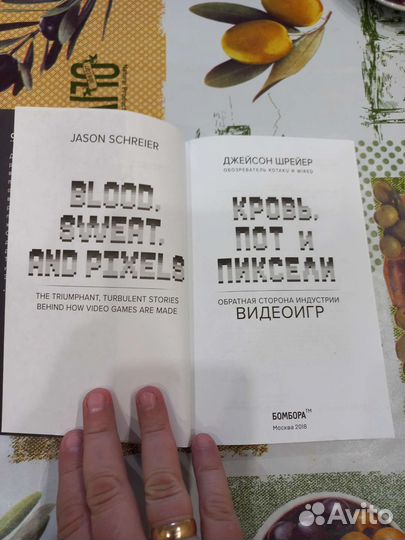 JASON SCHREIER
BLOOD,
SWEAT,
AND PIXELS
THE TRIUMPHANT, TURBULENT STORIES
BEHIND HOW VIDEO GAMES ARE MADE
ДЖЕЙСОН ШРЕЙЕР
ОБОЗРЕВАТЕЛЬ KOTAKU И WIRED
КРОВЬ,
ПОТ И
ПИКСЕЛИ
ОБРАТНАЯ СТОРОНА ИНДУСТРИИ
ВИДЕОИГР
БОМБОРА™
Москва 2018
Avito